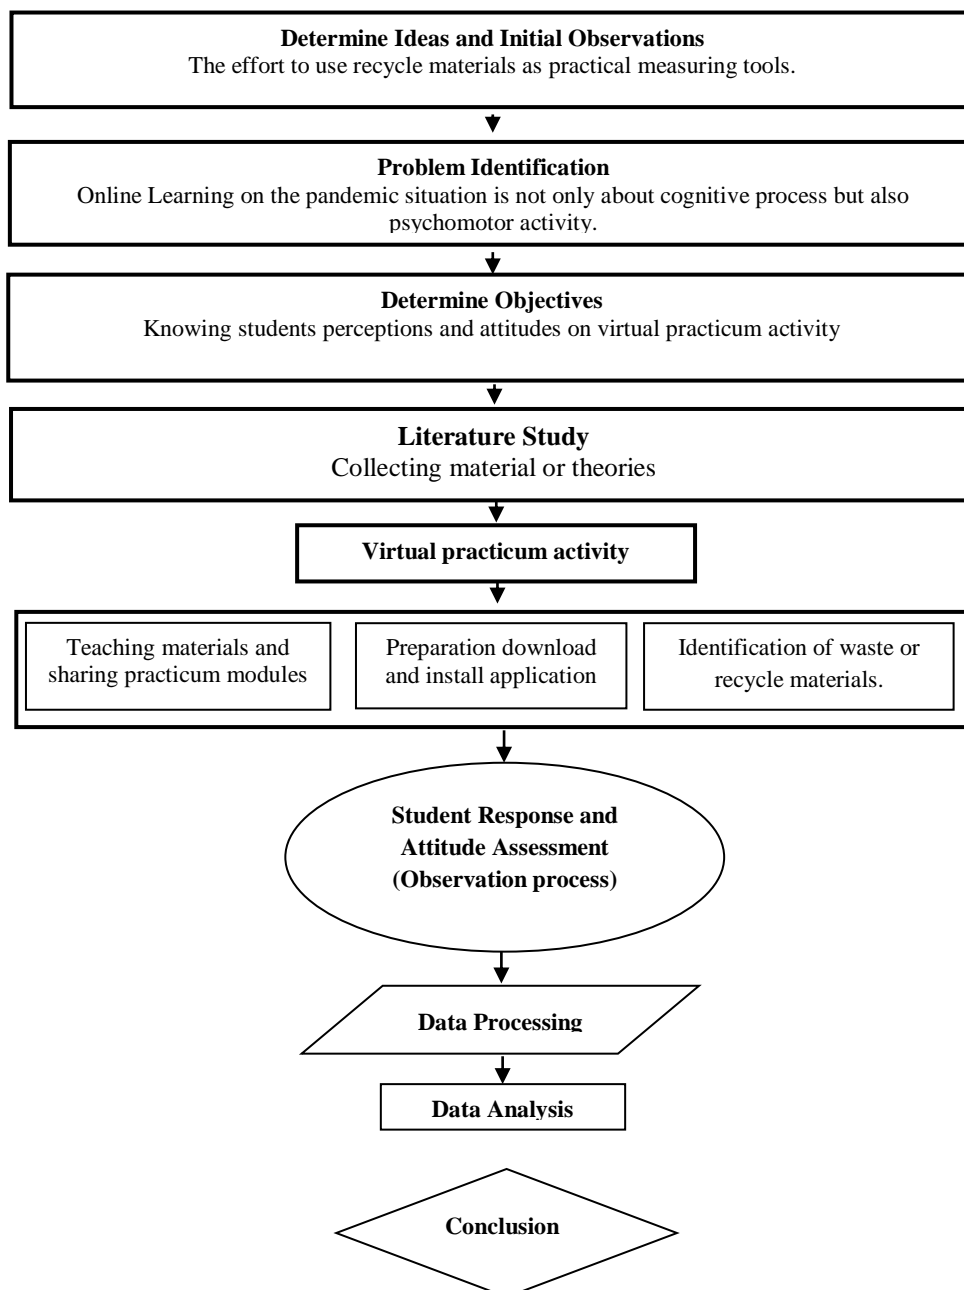 Determine Ideas and Initial Observations
The effort to use recycle materials as practical measuring tools.
Problem Identification
Online Learning on the pandemic situation is not only about cognitive process but also
psychomotor activity.
Determine Objectives
Knowing students perceptions and attitudes on virtual practicum activity
Literature Study
Collecting material or theories
Virtual practicum activity
Teaching materials and
sharing practicum modules
Preparation download
and install application
Identification of waste or
recycle materials.
Student Response and
Attitude Assessment
(Observation process)
Data Processing
Data Analysis
Conclusion